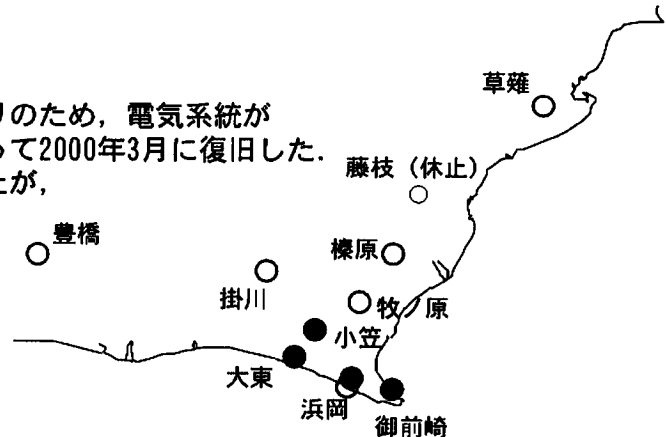 草薙
リのため，電気系統が
って2000年3月に復旧した．
たが，
藤枝（休止）
豊橋
榛原
掛川
牧ノ原
小笠
大東
浜岡
御前崎